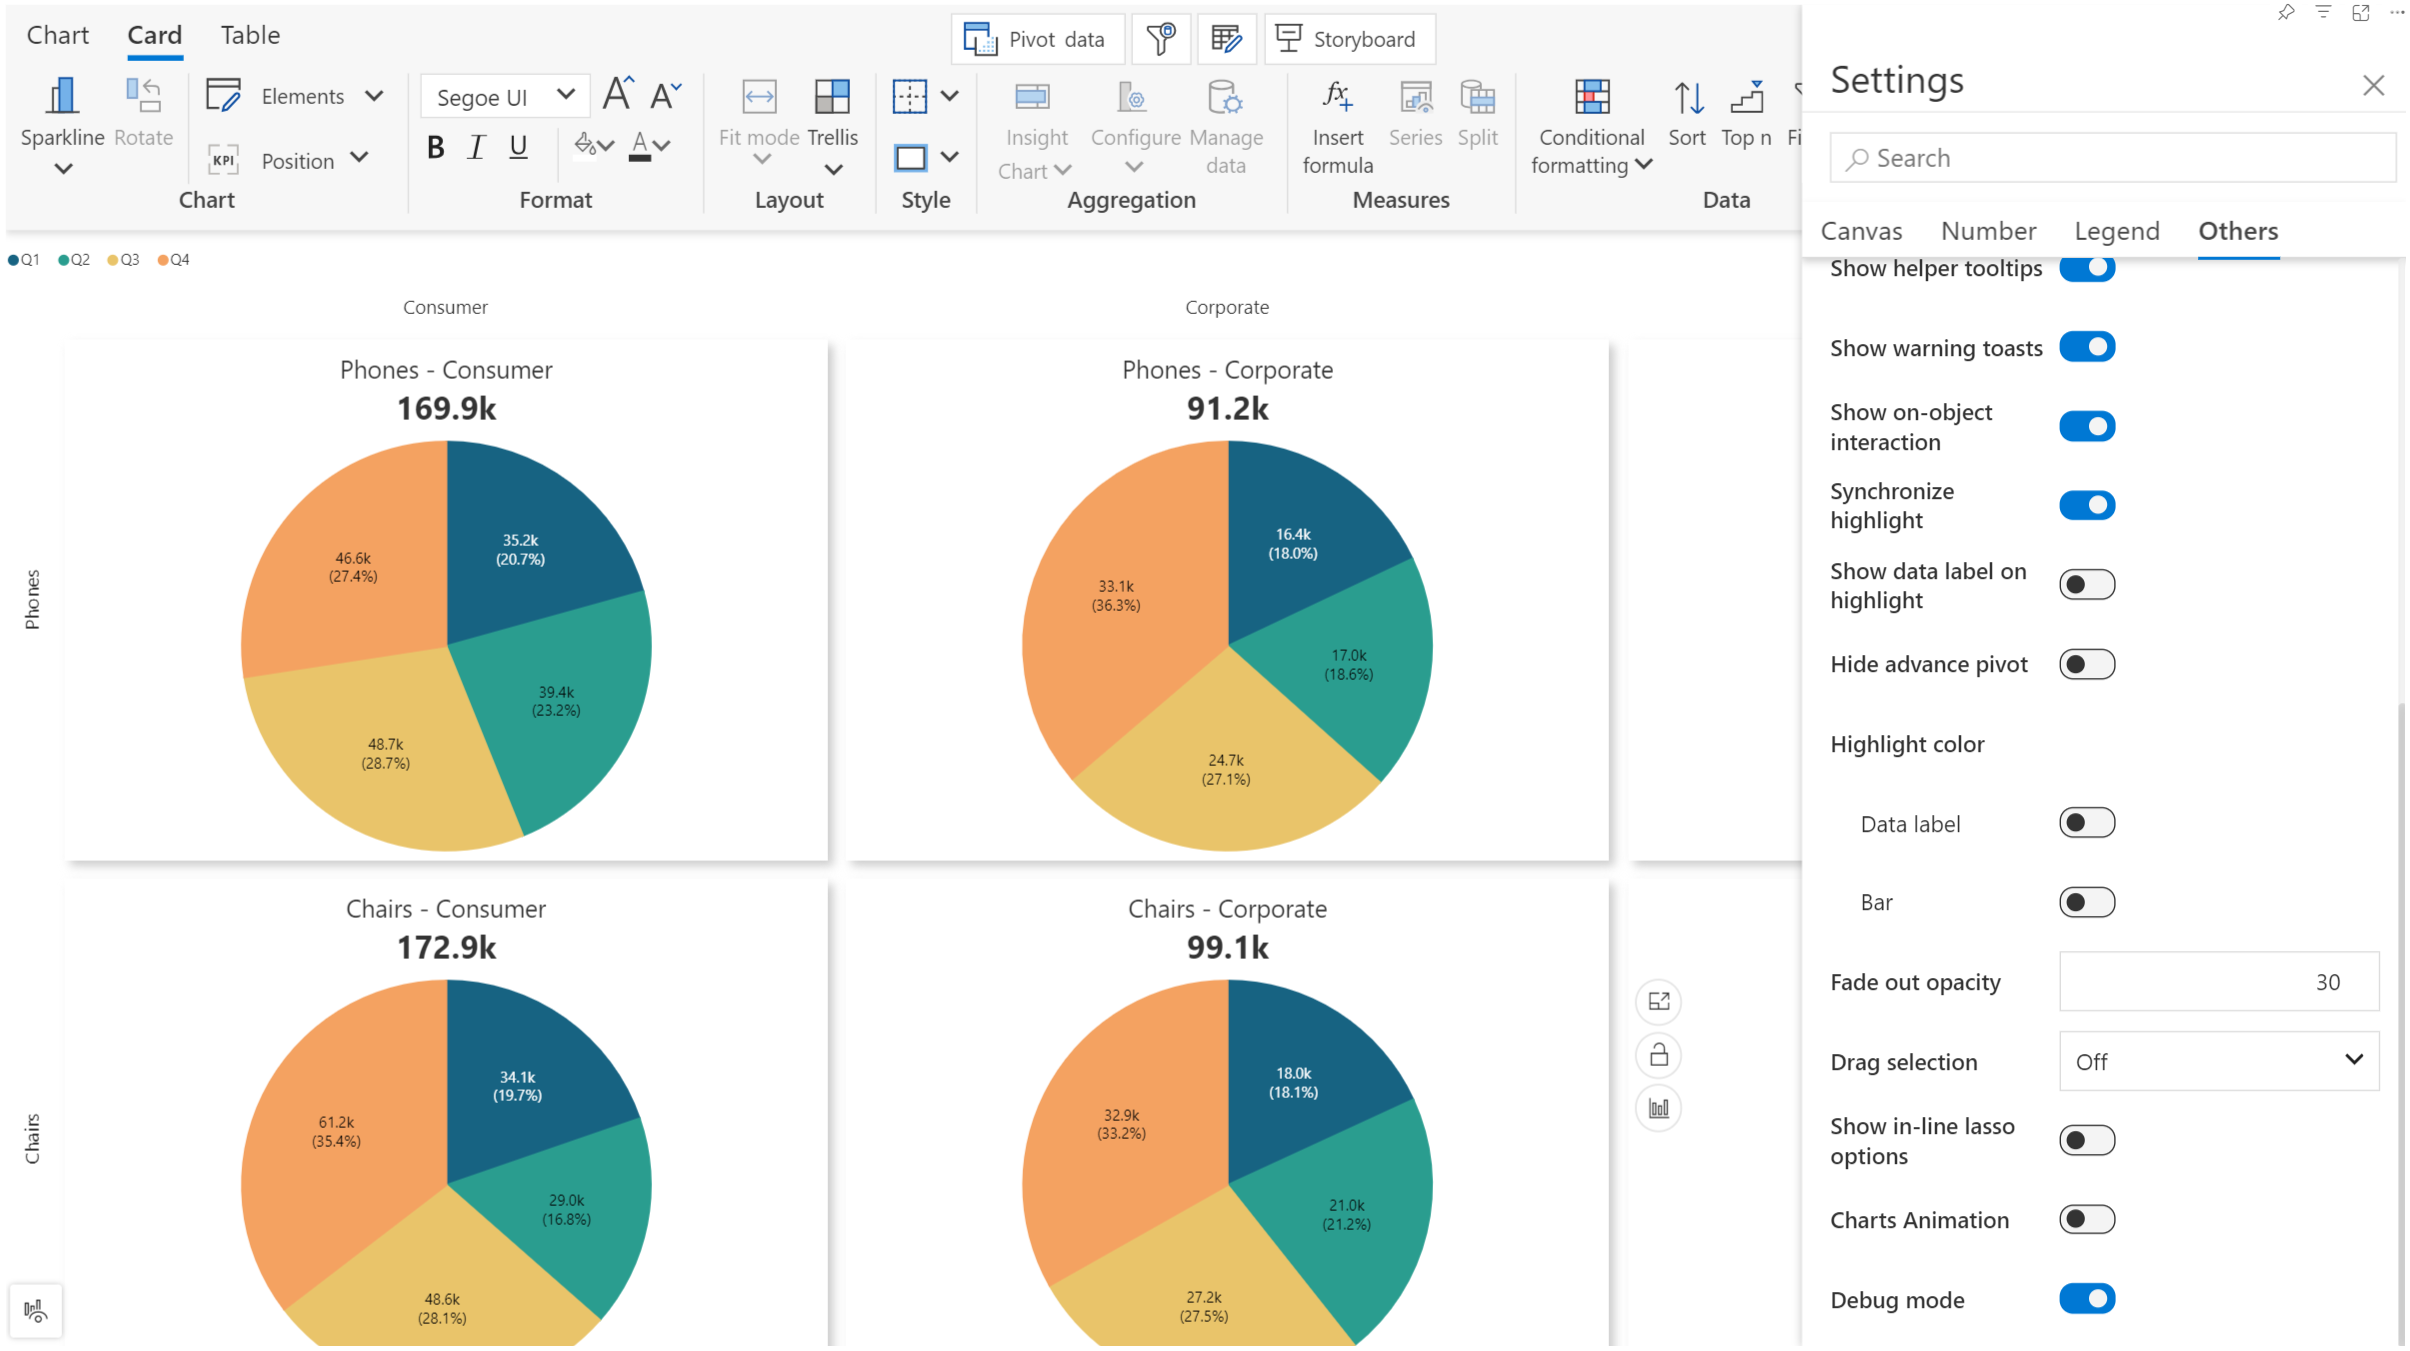 Chart Card Table
Pivot data Storyboard
Sparkline Rotate
Elements
KPI Position
Chart
Segoe UI A A
B I U A
Format
Fit mode Trellis
Layout
Style
Insight Chart
Configure
Manage data
Aggregation
fx
Insert formula
Series Split
Measures
Conditional formatting
Sort Top n Fi
Data
Q1 Q2 Q3 Q4
Consumer Corporate
Phones
Phones - Consumer
169.9k
35.2k
(20.7%)
39.4k
(23.2%)
48.7k
(28.7%)
46.6k
(27.4%)
Phones - Corporate
91.2k
16.4k
(18.0%)
17.0k
(18.6%)
24.7k
(27.1%)
33.1k
(36.3%)
Chairs
Chairs - Consumer
172.9k
34.1k
(19.7%)
29.0k
(16.8%)
48.6k
(28.1%)
61.2k
(35.4%)
Chairs - Corporate
99.1k
18.0k
(18.1%)
21.0k
(21.2%)
27.2k
(27.5%)
32.9k
(33.2%)
Settings
Search
Canvas Number Legend Others
Show helper tooltips
Show warning toasts
Show on-object
interaction
Synchronize
highlight
Show data label on
highlight
Hide advance pivot
Highlight color
Data label
Bar
Fade out opacity 30
Drag selection Off
Show in-line lasso
options
Charts Animation
Debug mode